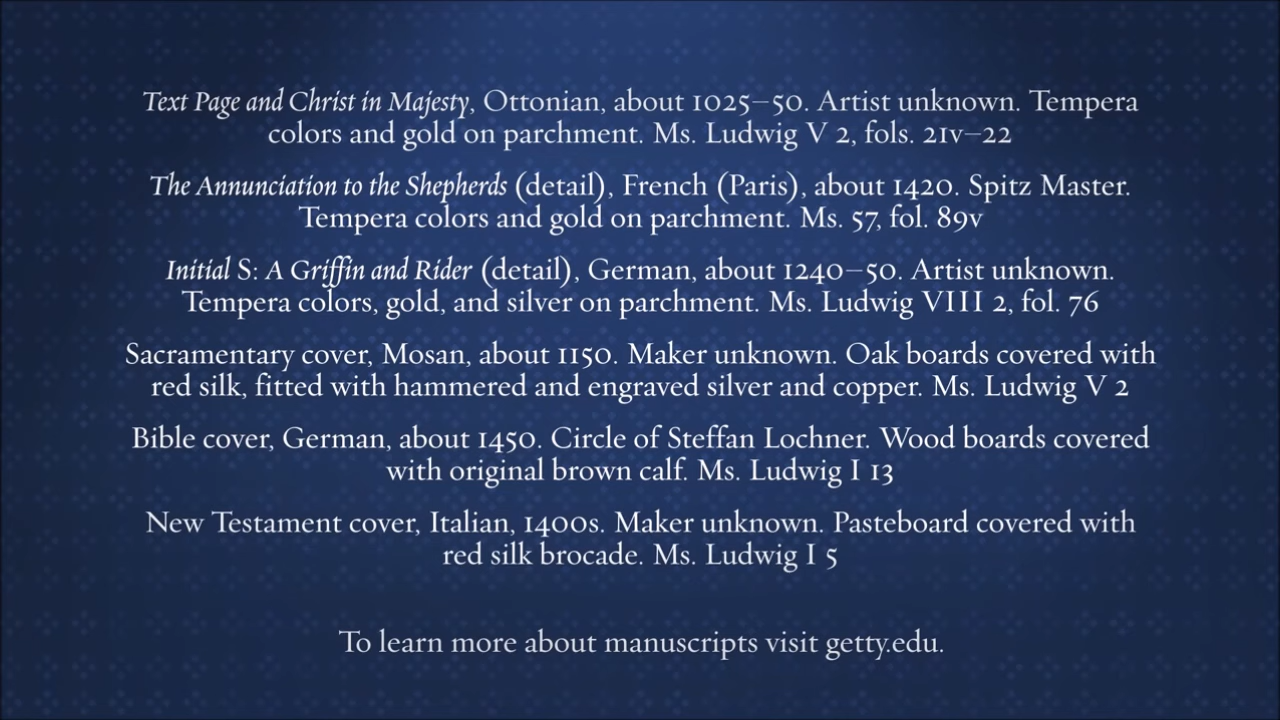 Text Page and Christ in Majesty, Ottonian, about 1025–50. Artist unknown. Tempera
colors and gold on parchment. Ms. Ludwig V 2, fols. 21v–22
The Annunciation to the Shepherds (detail), French (Paris), about 1420. Spitz Master.
Tempera colors and gold on parchment. Ms. 57, fol. 89v
Initial S: A Griffin and Rider (detail), German, about 1240–50. Artist unknown.
Tempera colors, gold, and silver on parchment. Ms. Ludwig VIII 2, fol. 76
Sacramentary cover, Mosan, about 1150. Maker unknown. Oak boards covered with
red silk, fitted with hammered and engraved silver and copper. Ms. Ludwig V 2
Bible cover, German, about 1450. Circle of Steffan Lochner. Wood boards covered
with original brown calf. Ms. Ludwig I 13
New Testament cover, Italian, 1400s. Maker unknown. Pasteboard covered with
red silk brocade. Ms. Ludwig I 5
To learn more about manuscripts visit getty.edu.